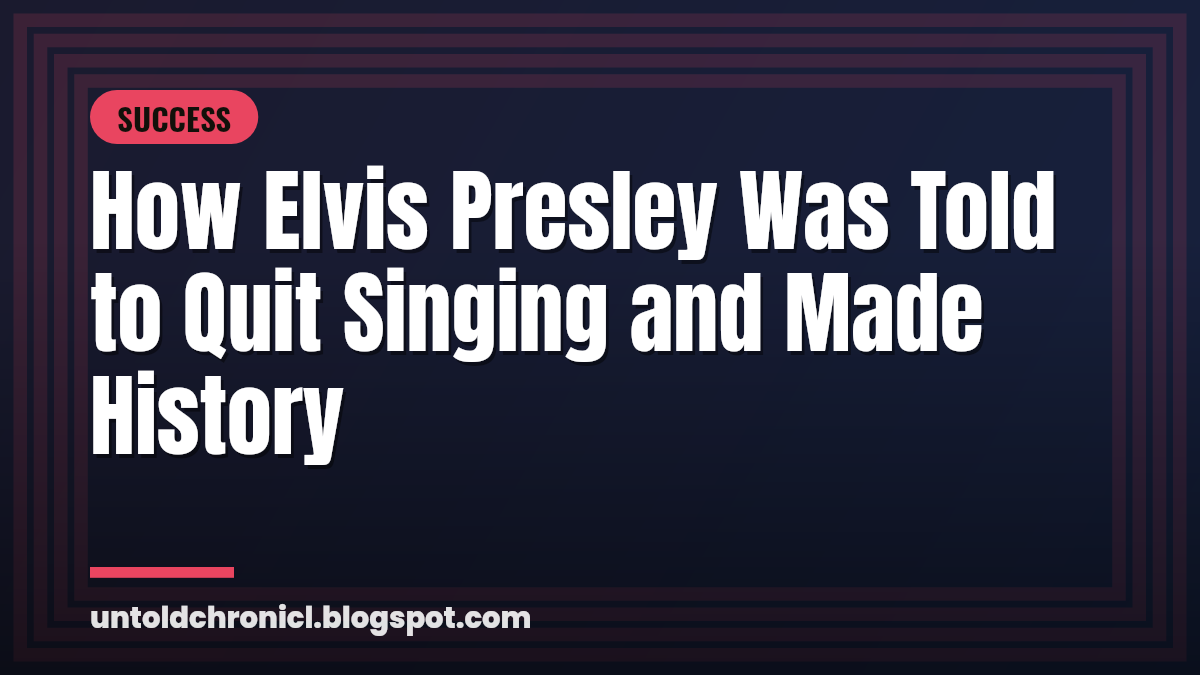 SUCCESS
How Elvis Presley Was Told
to Quit Singing and Made
History
untoldchronicl.blogspot.com